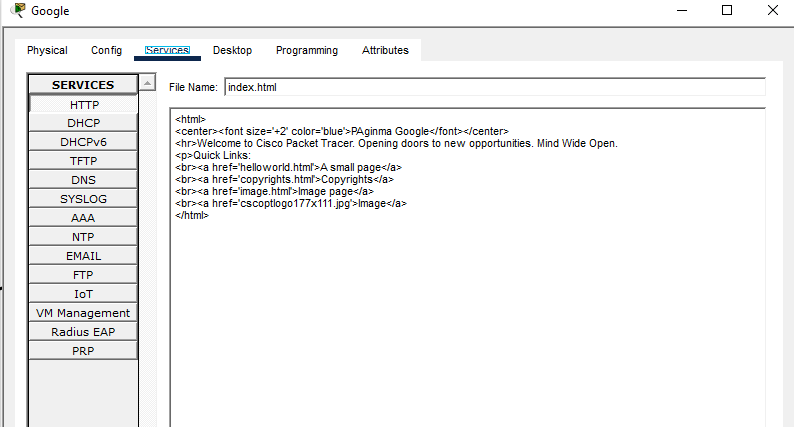 Google
Physical Config Services Desktop Programming Attributes
SERVICES
HTTP
DHCP
DHCPv6
TFTP
DNS
SYSLOG
AAA
NTP
EMAIL
FTP
IoT
VM Management
Radius EAP
PRP
File Name: index.html
<html>
<center><font size='+2' color='blue'>PAginma Google</font></center>
<hr>Welcome to Cisco Packet Tracer. Opening doors to new opportunities. Mind Wide Open.
<p>Quick Links:
<br><a href='helloworld.html'>A small page</a>
<br><a href='copyrights.html'>Copyrights</a>
<br><a href='image.html'>Image page</a>
<br><a href='cscoptlogo177x111.jpg'>Image</a>
</html>